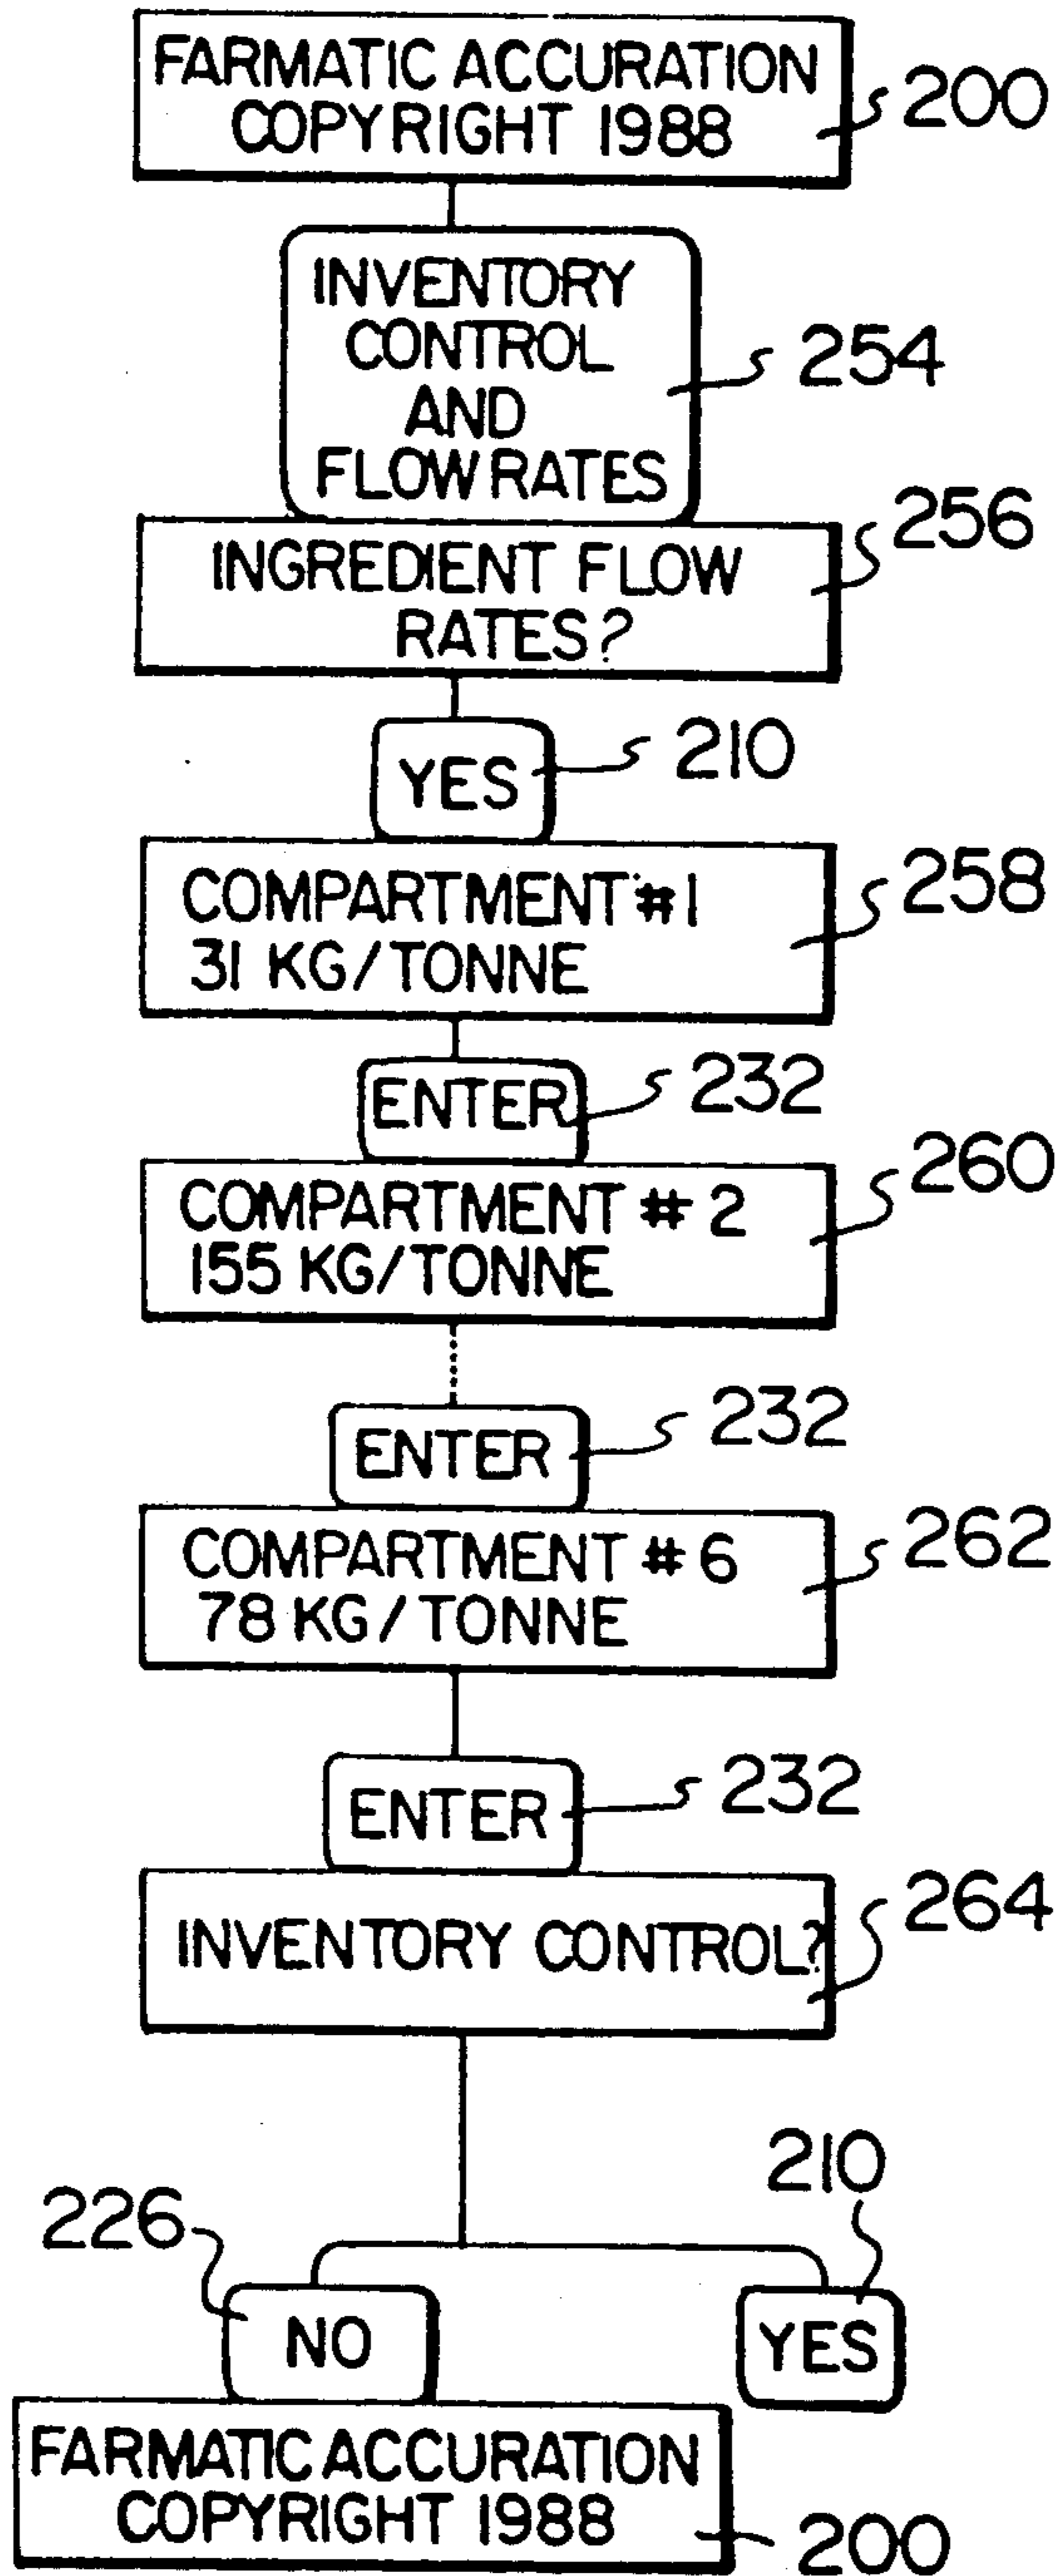 FARMATIC ACCURATION
COPYRIGHT 1988
200
INVENTORY
CONTROL
AND
FLOW RATES
254
INGREDIENT FLOW
RATES?
256
YES
210
COMPARTMENT #1
31 KG/TONNE
258
ENTER
232
COMPARTMENT #2
155 KG/TONNE
260
ENTER
232
COMPARTMENT #6
78 KG/TONNE
262
ENTER
232
INVENTORY CONTROL?
264
226
NO
210
YES
FARMATIC ACCURATION
COPYRIGHT 1988
200